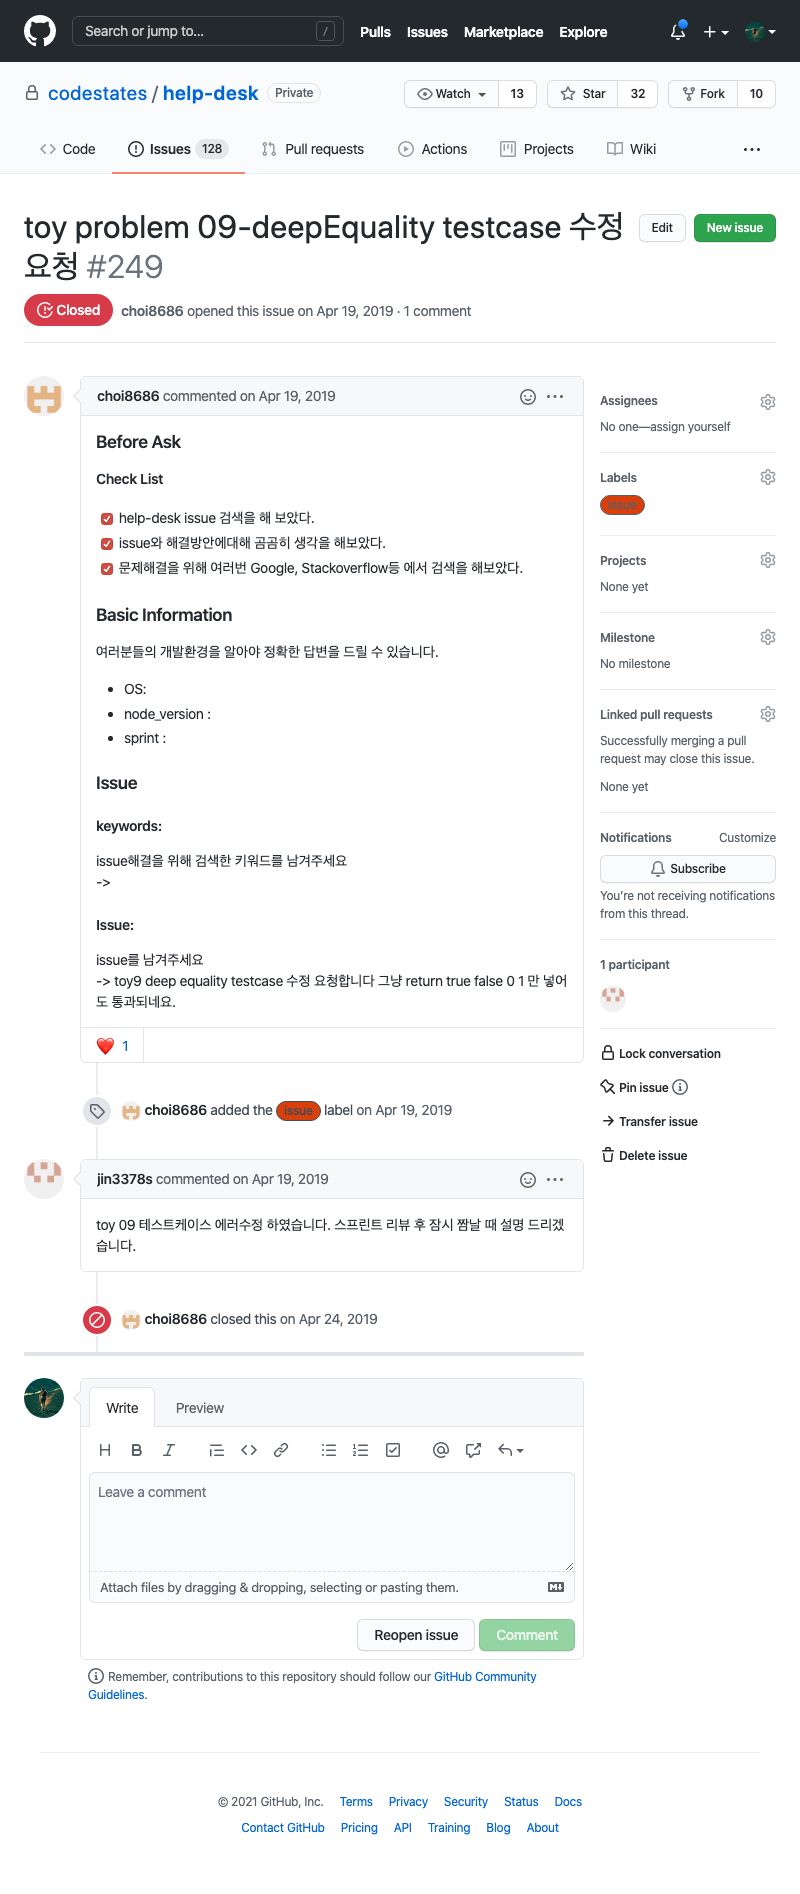 Search or jump to...
/
Pulls
Issues
Marketplace
Explore
codestates / help-desk
Private
Watch
13
Star
32
Fork
10
Code
Issues 128
Pull requests
Actions
Projects
Wiki
toy problem 09-deepEquality testcase 수정
요청 #249
Edit
New issue
Closed
choi8686 opened this issue on Apr 19, 2019 · 1 comment
choi8686 commented on Apr 19, 2019
Before Ask
Check List
help-desk issue 검색을 해 보았다.
issue와 해결방안에대해 곰곰히 생각을 해보았다.
문제해결을 위해 여러번 Google, Stackoverflow등 에서 검색을 해보았다.
Basic Information
여러분들의 개발환경을 알아야 정확한 답변을 드릴 수 있습니다.
• OS:
• node_version :
• sprint :
Issue
keywords:
issue해결을 위해 검색한 키워드를 남겨주세요
->
Issue:
issue를 남겨주세요
-> toy9 deep equality testcase 수정 요청합니다 그냥 return true false 0 1 만 넣어
도 통과되네요.
❤️ 1
choi8686 added the issue label on Apr 19, 2019
jin3378s commented on Apr 19, 2019
toy 09 테스트케이스 에러수정 하였습니다. 스프린트 리뷰 후 잠시 짬날 때 설명 드리겠
습니다.
choi8686 closed this on Apr 24, 2019
Write
Preview
H B I
Leave a comment
Attach files by dragging & dropping, selecting or pasting them.
Reopen issue
Comment
Remember, contributions to this repository should follow our GitHub Community
Guidelines.
Assignees
No one—assign yourself
Labels
issue
Projects
None yet
Milestone
No milestone
Linked pull requests
Successfully merging a pull
request may close this issue.
None yet
Notifications
Customize
Subscribe
You're not receiving notifications
from this thread.
1 participant
Lock conversation
Pin issue
Transfer issue
Delete issue
© 2021 GitHub, Inc.
Terms
Privacy
Security
Status
Docs
Contact GitHub
Pricing
API
Training
Blog
About